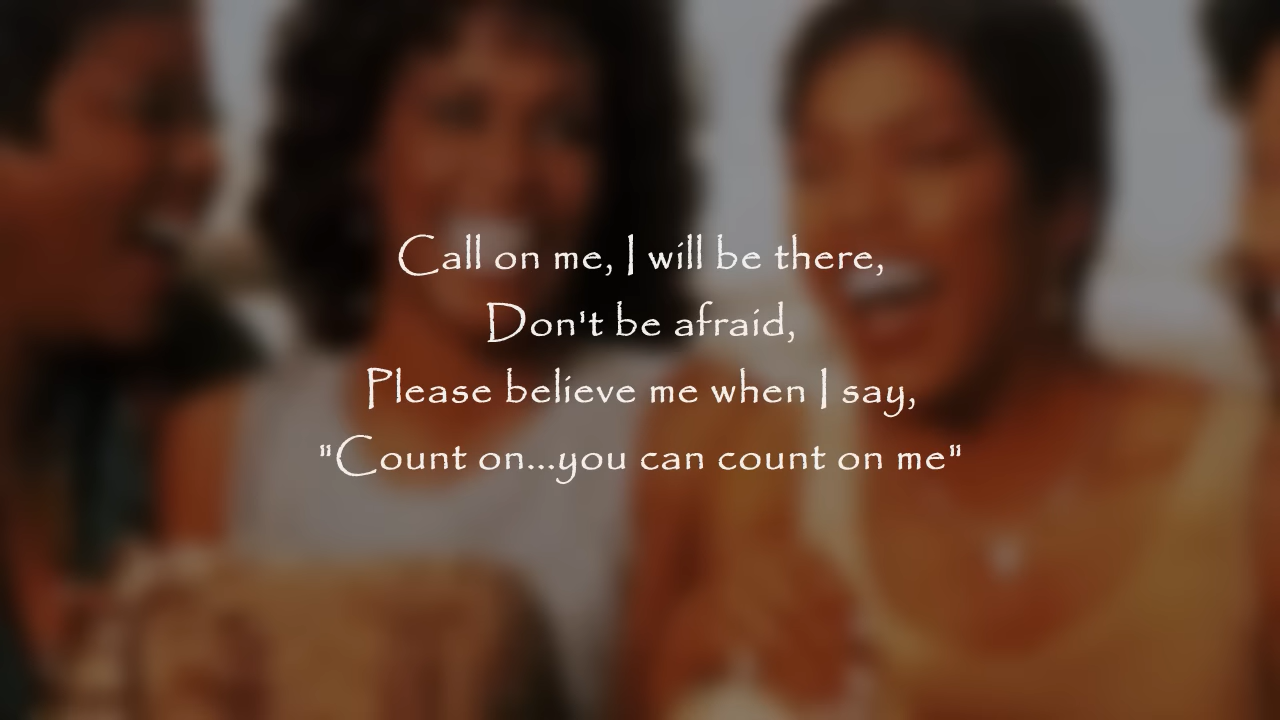 Call on me, I will be there,
Don't be afraid,
Please believe me when I say,
"Count on...you can count on me"